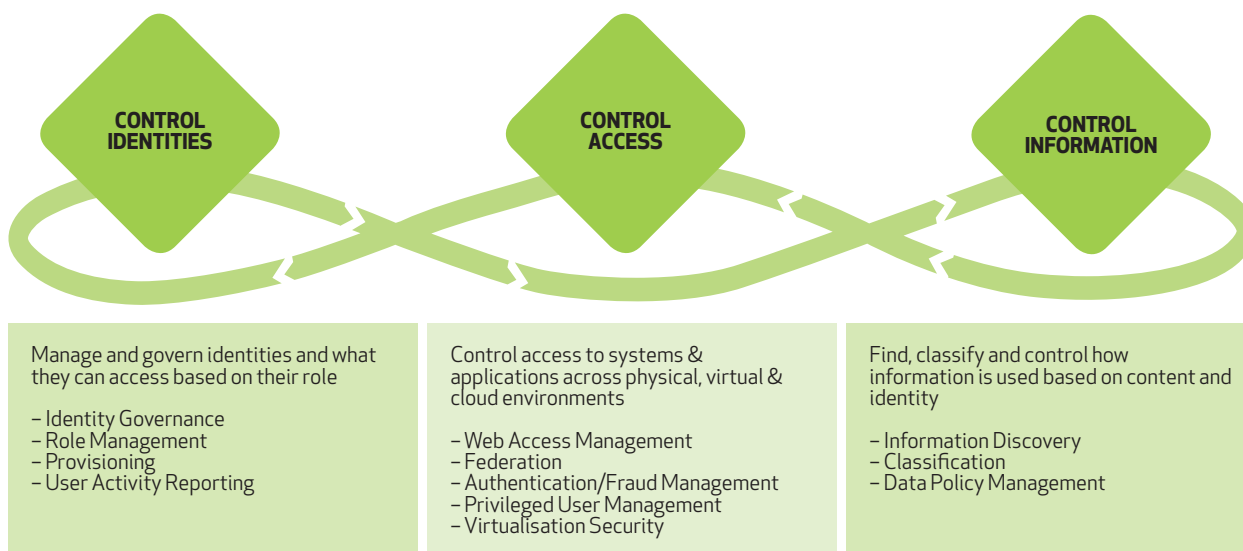 CONTROL
IDENTITIES
CONTROL
ACCESS
CONTROL
INFORMATION
Manage and govern identities and what
they can access based on their role
– Identity Governance
– Role Management
– Provisioning
– User Activity Reporting
Control access to systems &
applications across physical, virtual &
cloud environments
– Web Access Management
– Federation
– Authentication/Fraud Management
– Privileged User Management
– Virtualisation Security
Find, classify and control how
information is used based on content and
identity
– Information Discovery
– Classification
– Data Policy Management